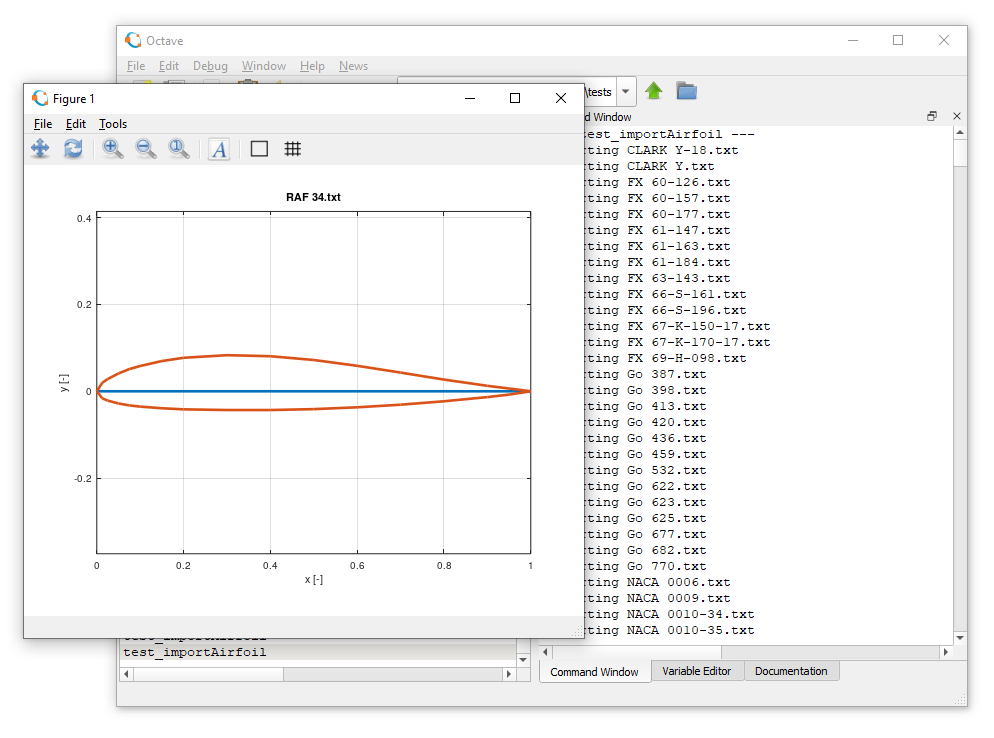 Octave
File Edit Debug Window Help News
\tests
Figure 1
File Edit Tools
A
RAF 34.txt
0.4
0.2
0
-0.2
y [-]
0 0.2 0.4 0.6 0.8 1
x [-]
d Window
test_importAirfoil ---
ting CLARK Y-18.txt
ting CLARK Y.txt
ting FX 60-126.txt
ting FX 60-157.txt
ting FX 60-177.txt
ting FX 61-147.txt
ting FX 61-163.txt
ting FX 61-184.txt
ting FX 63-143.txt
ting FX 66-S-161.txt
ting FX 66-S-196.txt
ting FX 67-K-150-17.txt
ting FX 67-K-170-17.txt
ting FX 69-H-098.txt
ting Go 387.txt
ting Go 398.txt
ting Go 413.txt
ting Go 420.txt
ting Go 436.txt
ting Go 459.txt
ting Go 532.txt
ting Go 622.txt
ting Go 623.txt
ting Go 625.txt
ting Go 677.txt
ting Go 682.txt
ting Go 770.txt
ting NACA 0006.txt
ting NACA 0009.txt
ting NACA 0010-34.txt
ting NACA 0010-35.txt
test_importAirfoil
Command Window Variable Editor Documentation